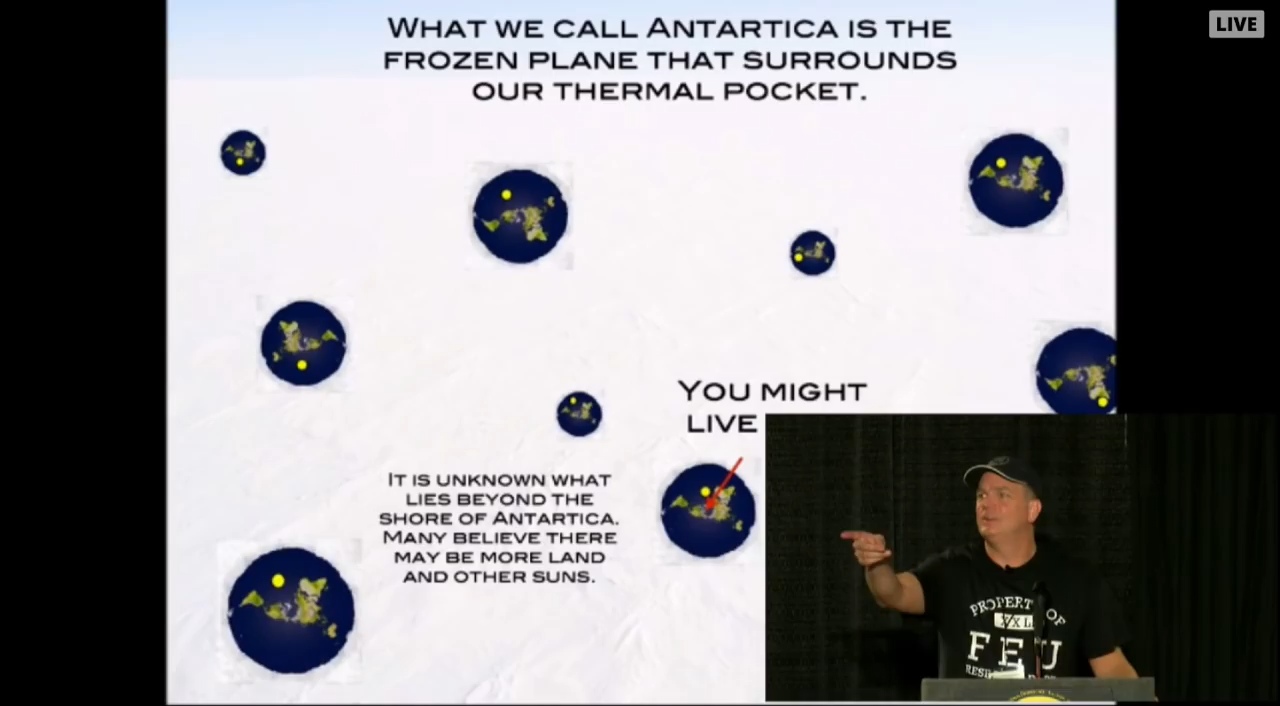 LIVE
What we call Antartica is the
frozen plane that surrounds
our thermal pocket.
You might
live
It is unknown what
lies beyond the
shore of Antartica.
Many believe there
may be more land
and other suns.
PROPERTY OF
XXL
FEU